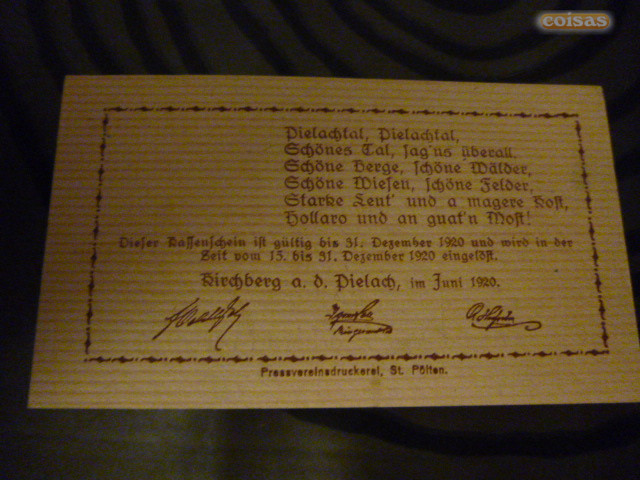 coisas
Pielachtal, Pielachtal,
Schönes Tal, sag' us überall.
Schöne Berge, schöne Wälder,
Schöne Wiesen, schöne Felder,
Starke Leut' und a magere Kost,
Hollaro und an guat'n Most!
Dieser Kassenschein ist gültig bis 31. Dezember 1920 und wird in der
Zeit vom 15. bis 31. Dezember 1920 eingelöst.
Kirchberg a. d. Pielach, im Juni 1920.
Pressvereinsdruckerei, St. Pölten.